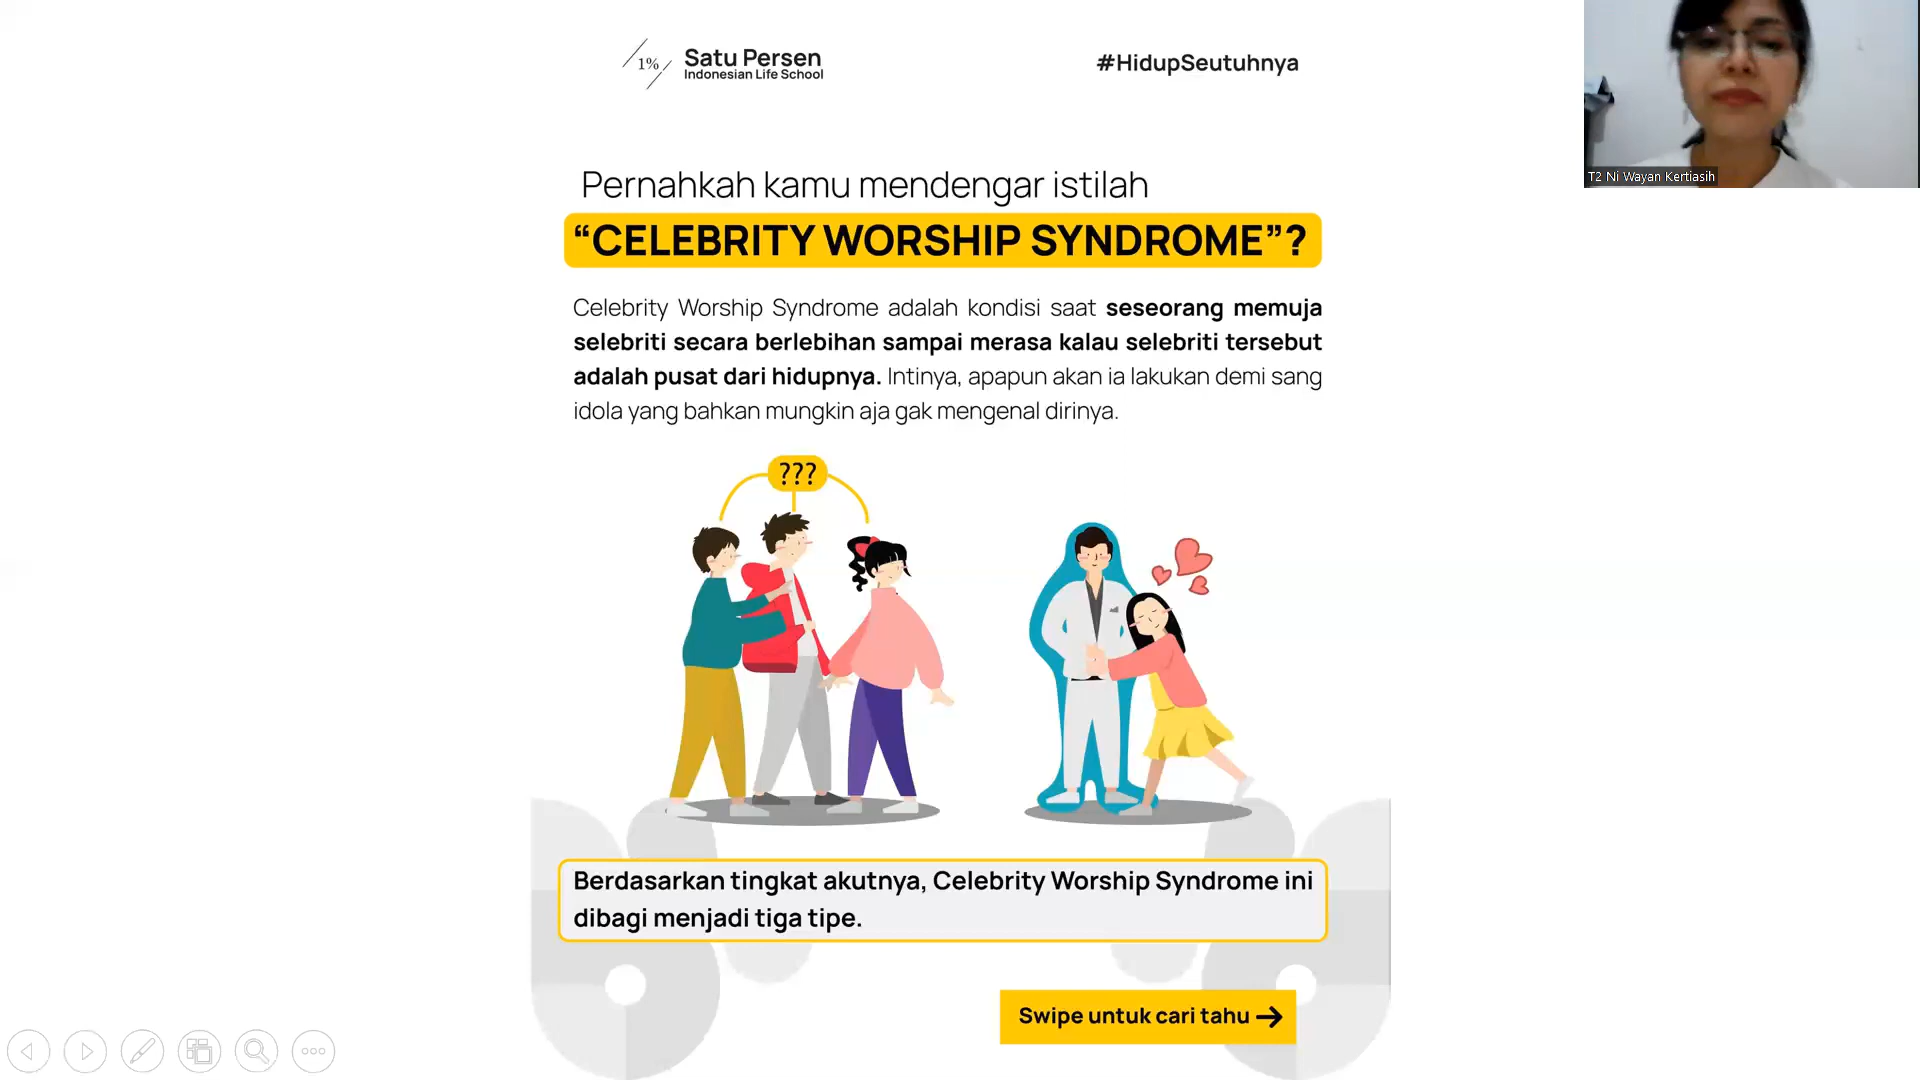 1%
Satu Persen
Indonesian Life School
#HidupSeutuhnya
T2 Ni Wayan Kertiasih
Pernahkah kamu mendengar istilah
“CELEBRITY WORSHIP SYNDROME”?
Celebrity Worship Syndrome adalah kondisi saat seseorang memuja
selebriti secara berlebihan sampai merasa kalau selebriti tersebut
adalah pusat dari hidupnya. Intinya, apapun akan ia lakukan demi sang
idola yang bahkan mungkin aja gak mengenal dirinya.
???
Berdasarkan tingkat akutnya, Celebrity Worship Syndrome ini
dibagi menjadi tiga tipe.
Swipe untuk cari tahu →